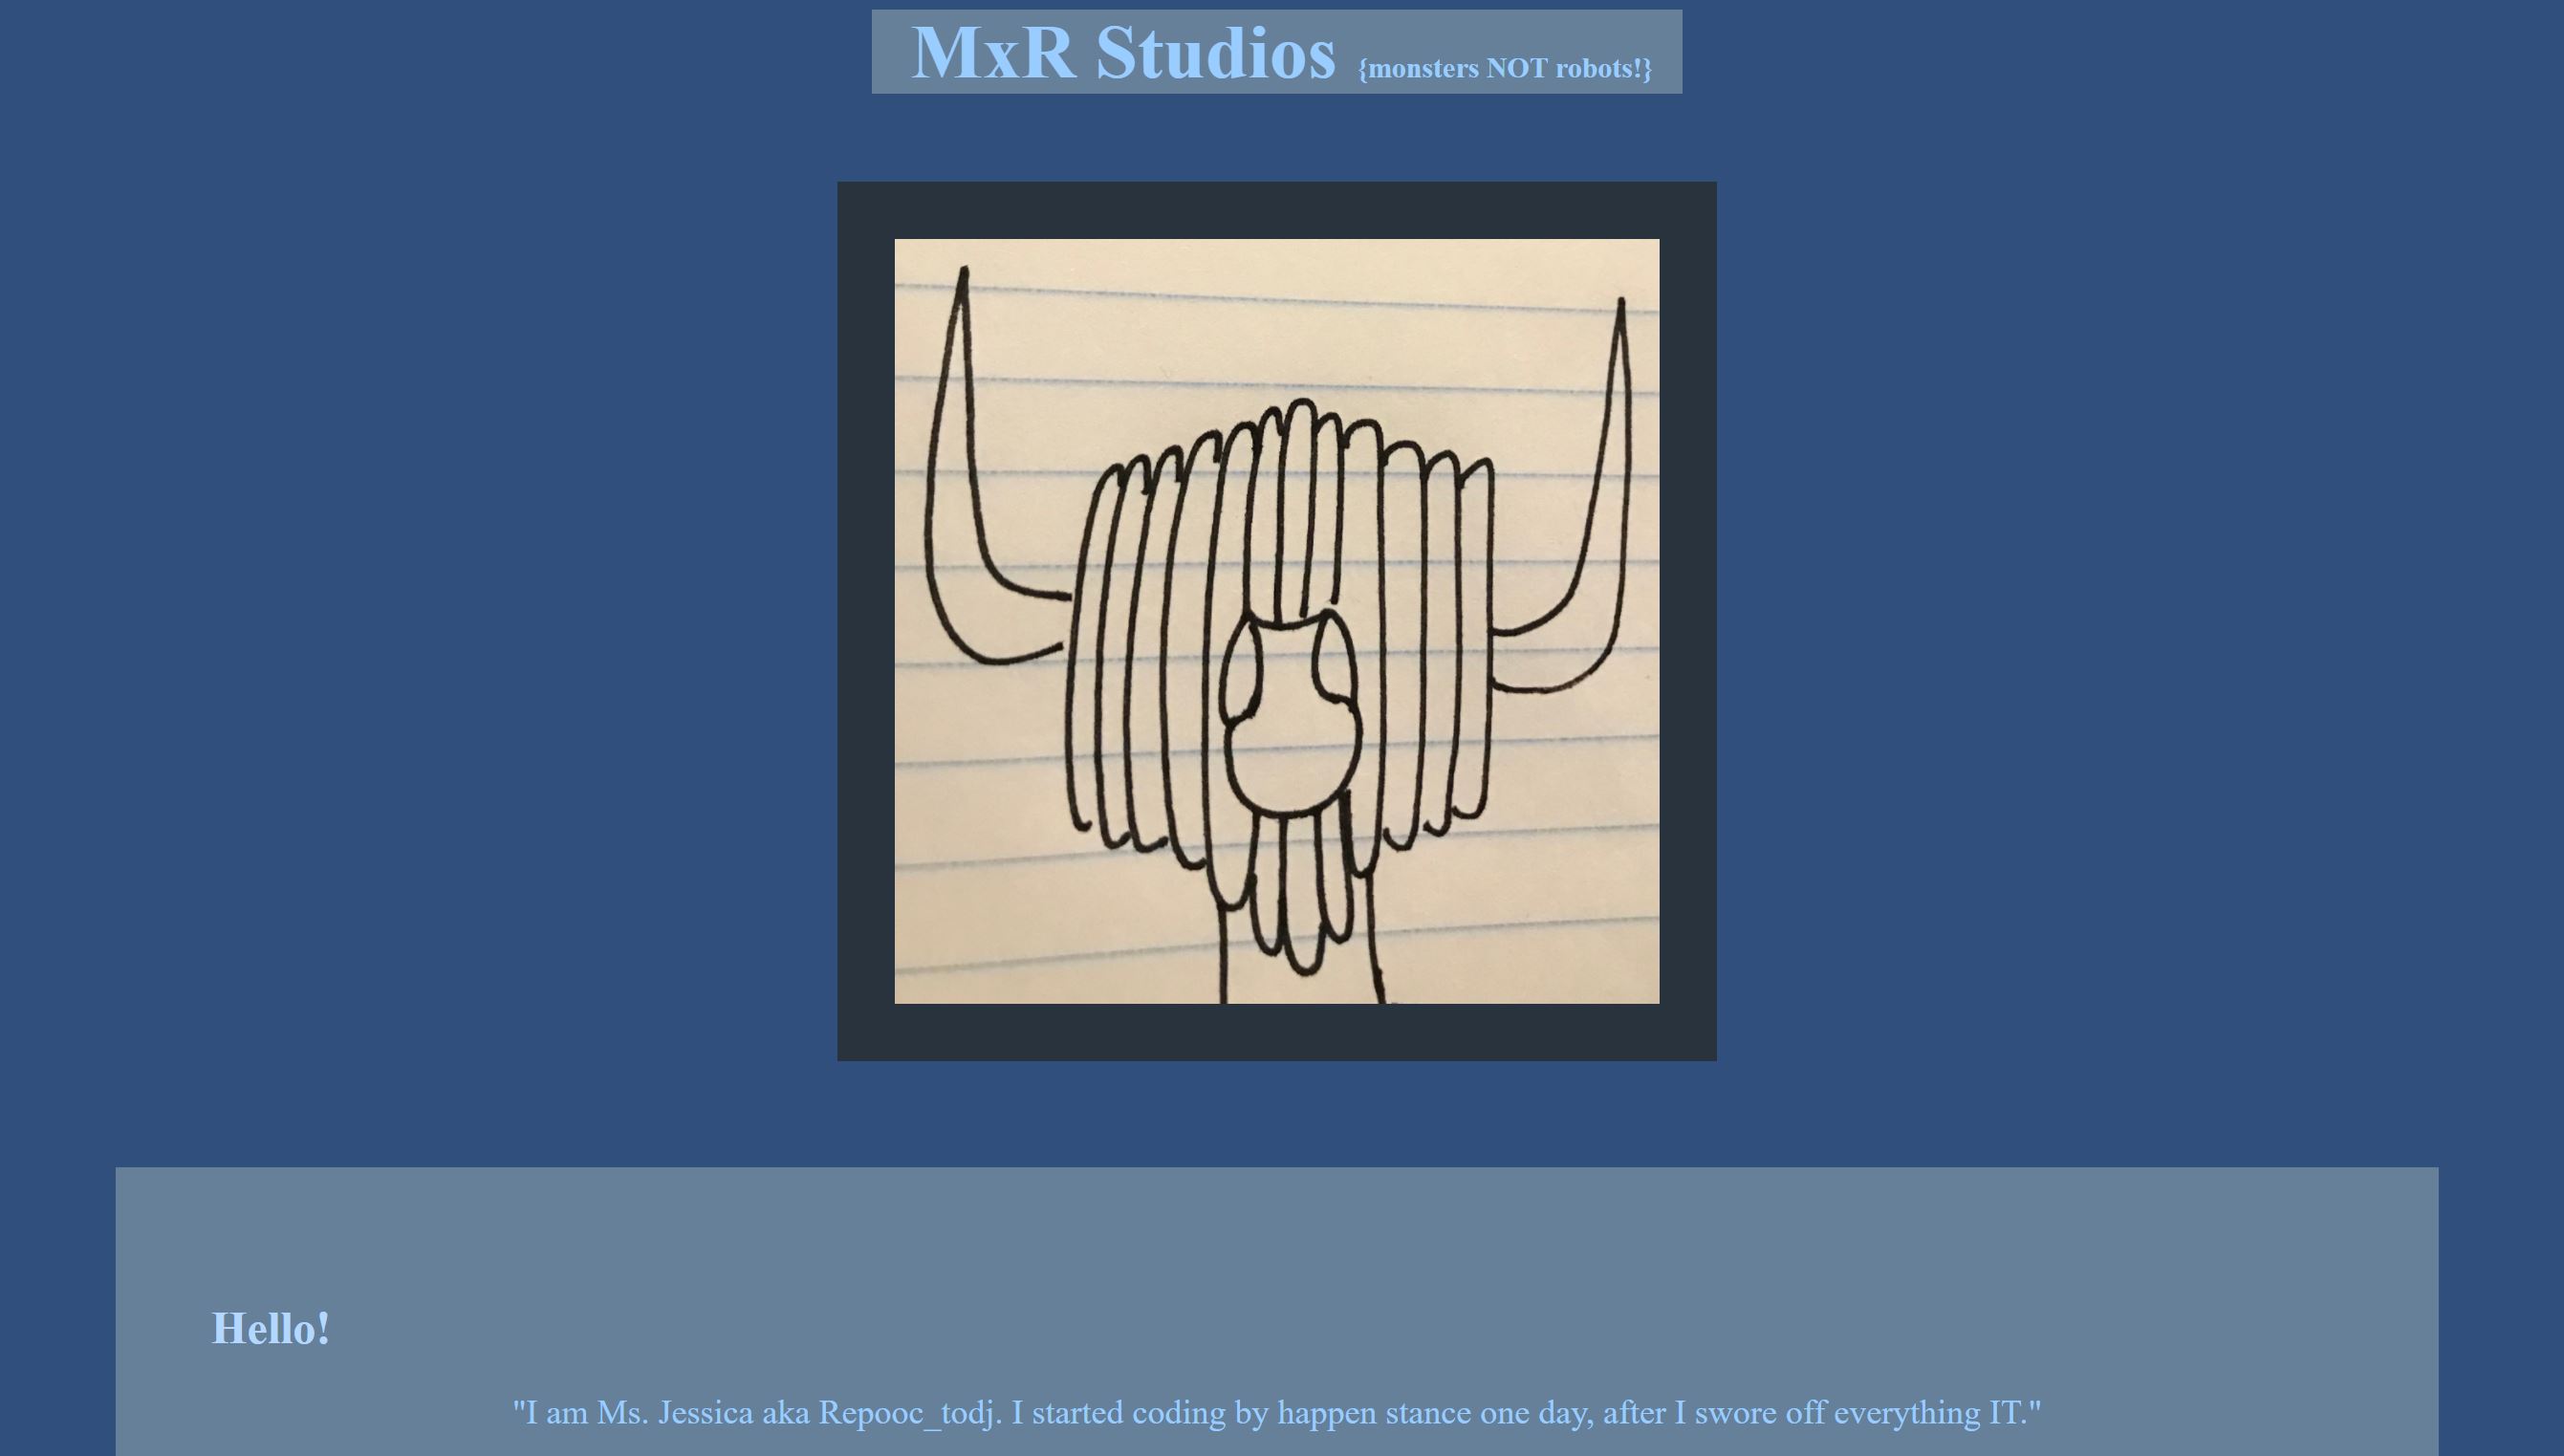 MxR Studios {monsters NOT robots!}
Hello!
"I am Ms. Jessica aka Repooc_todj. I started coding by happen stance one day, after I swore off everything IT."